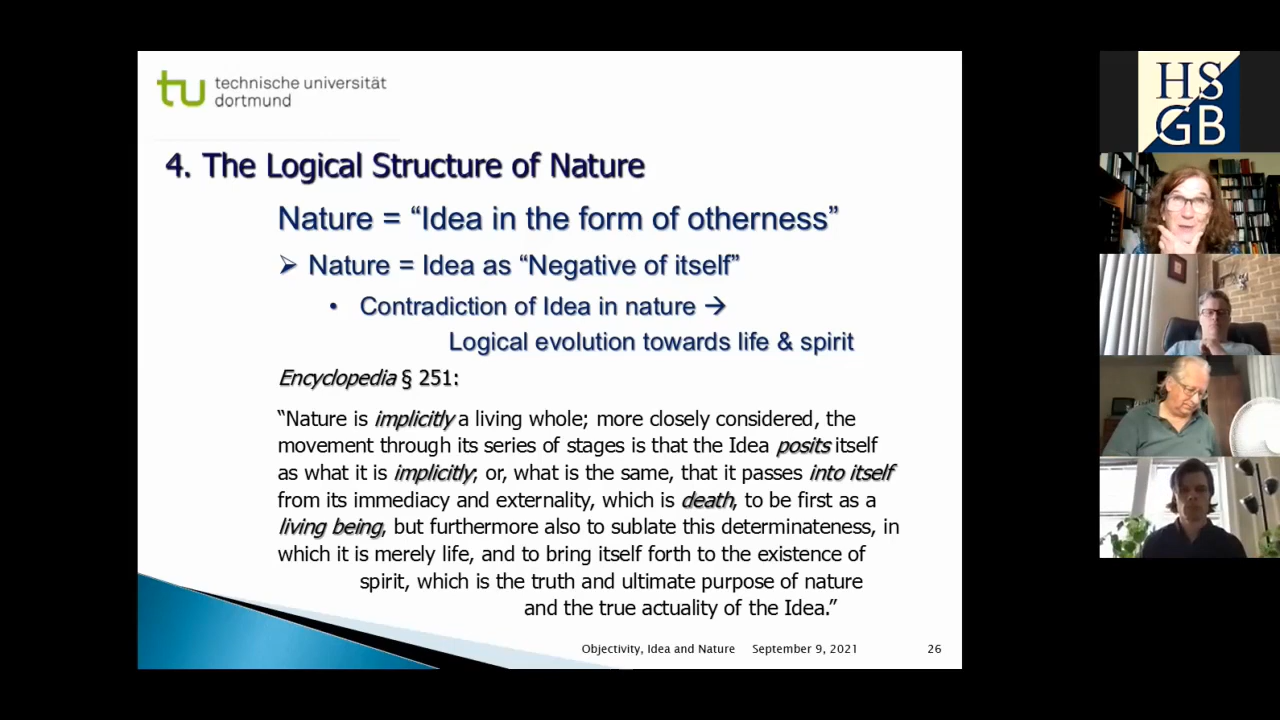 tu technische universität
dortmund
4. The Logical Structure of Nature
Nature = “Idea in the form of otherness”
➢ Nature = Idea as “Negative of itself”
• Contradiction of Idea in nature →
Logical evolution towards life & spirit
Encyclopedia § 251:
“Nature is implicitly a living whole; more closely considered, the
movement through its series of stages is that the Idea posits itself
as what it is implicitly; or, what is the same, that it passes into itself
from its immediacy and externality, which is death, to be first as a
living being, but furthermore also to sublate this determinateness, in
which it is merely life, and to bring itself forth to the existence of
spirit, which is the truth and ultimate purpose of nature
and the true actuality of the Idea.”
Objectivity, Idea and Nature September 9, 2021 26
HS
GB